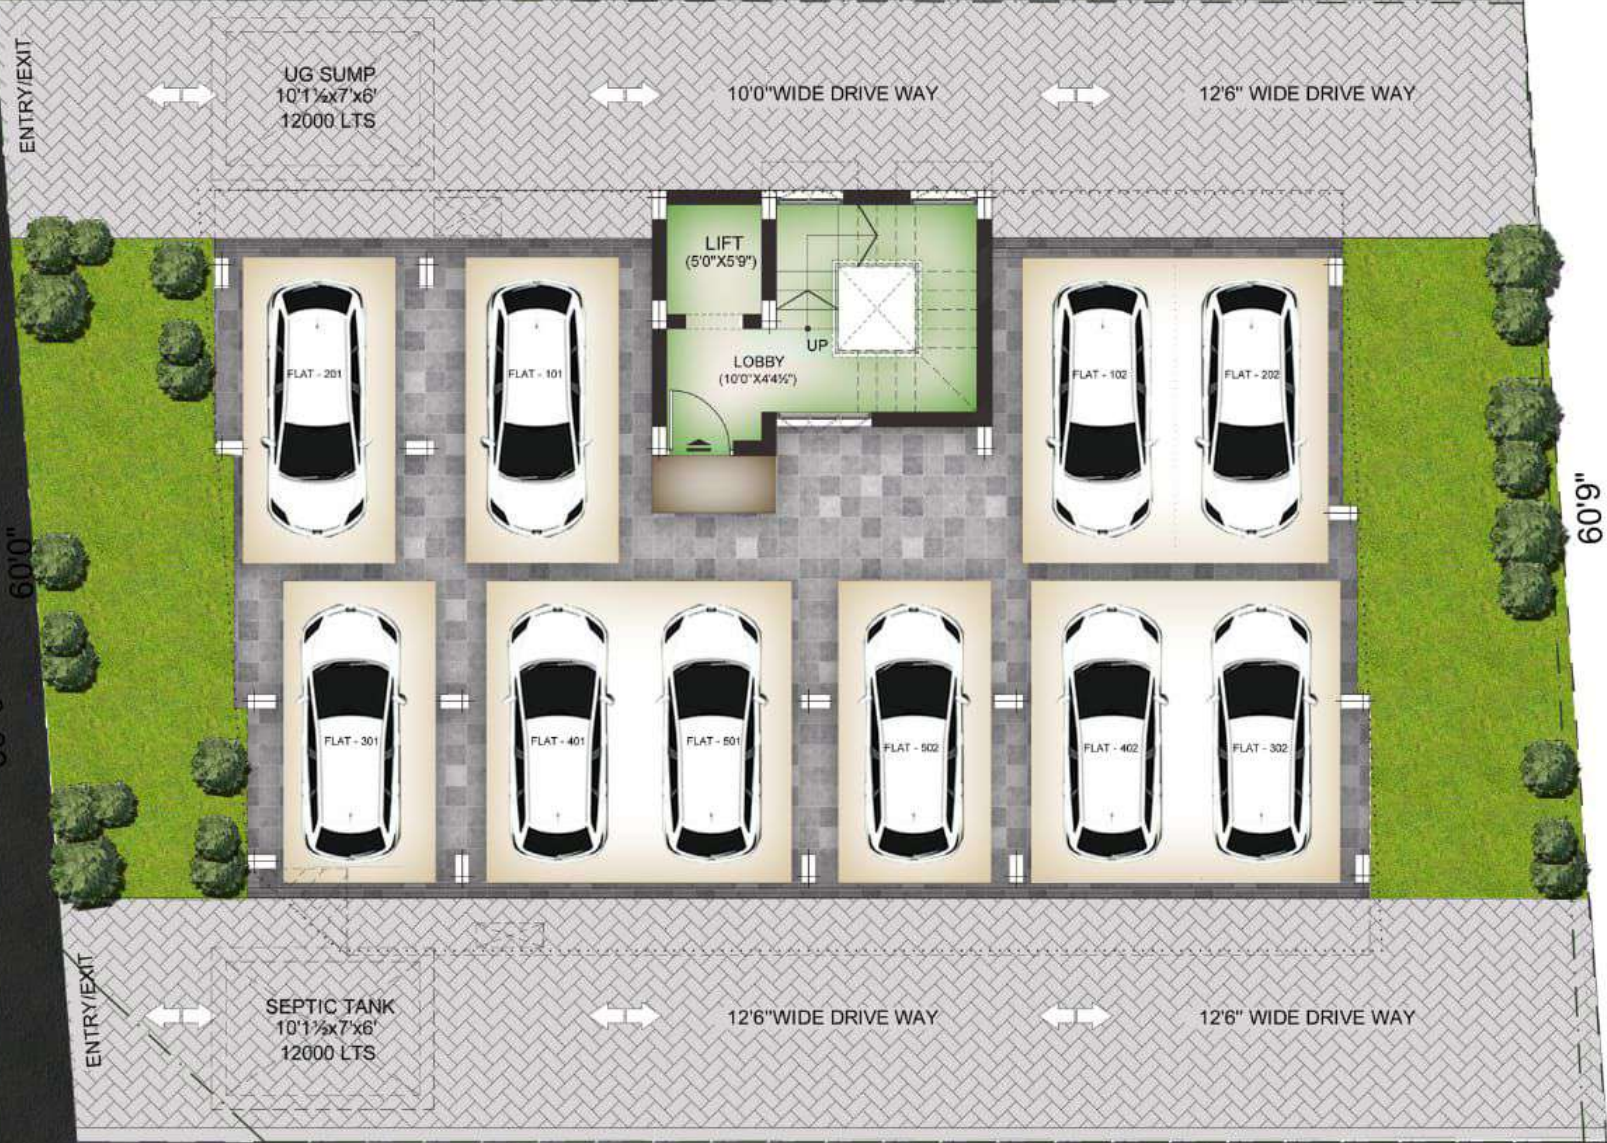 ENTRY/EXIT
UG SUMP
10'1½x7'x6'
12000 LTS
10'0"WIDE DRIVE WAY
12'6" WIDE DRIVE WAY
LIFT
(5'0"X5'9")
UP
LOBBY
(10'0"X4'4½")
FLAT - 201
FLAT - 101
FLAT - 102
FLAT - 202
60'0"
60'9"
FLAT - 301
FLAT - 401
FLAT - 501
FLAT - 502
FLAT - 402
FLAT - 302
ENTRY/EXIT
SEPTIC TANK
10'1½x7'x6'
12000 LTS
12'6"WIDE DRIVE WAY
12'6" WIDE DRIVE WAY